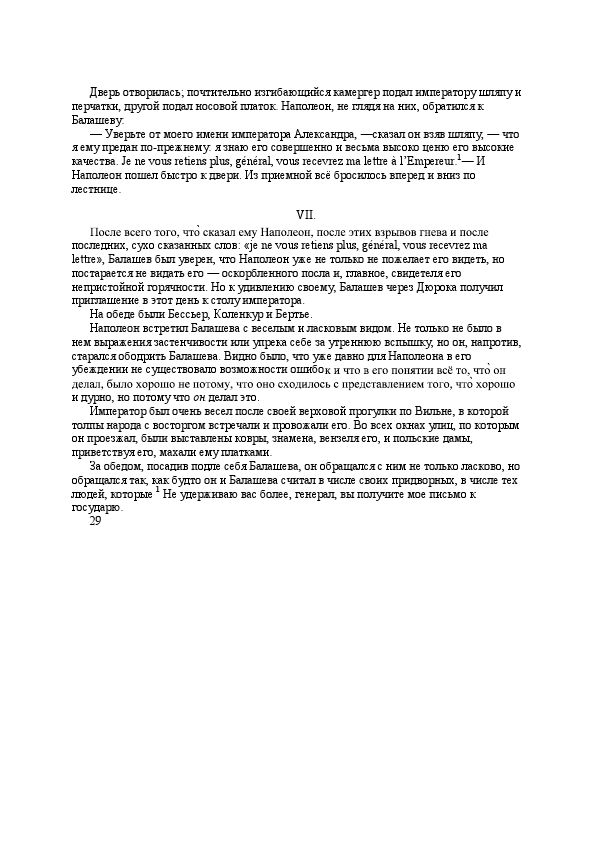 Дверь отворилась; почтительно изгибающийся камергер подал императору шляпу и
перчатки, другой подал носовой платок. Наполеон, не глядя на них, обратился к
Балашеву:
— Уверьте от моего имени императора Александра, —сказал он взяв шляпу, — что
я ему предан по-прежнему: я знаю его совершенно и весьма высоко ценю его высокие
качества. Je ne vous retiens plus, général, vous recevrez ma lettre à l’Empereur.¹— И
Наполеон пошел быстро к двери. Из приемной всё бросилось вперед и вниз по
лестнице.
VII.
После всего того, что̀ сказал ему Наполеон, после этих взрывов гнева и после
последних, сухо сказанных слов: «je ne vous retiens plus, général, vous recevrez ma
lettre», Балашев был уверен, что Наполеон уже не только не пожелает его видеть, но
постарается не видать его — оскорбленного посла и, главное, свидетеля его
непристойной горячности. Но к удивлению своему, Балашев через Дюрока получил
приглашение в этот день к столу императора.
На обеде были Бессьер, Коленкур и Бертье.
Наполеон встретил Балашева с веселым и ласковым видом. Не только не было в
нем выражения застенчивости или упрека себе за утреннюю вспышку, но он, напротив,
старался ободрить Балашева. Видно было, что уже давно для Наполеона в его
убеждении не существовало возможности ошибок и что в его понятии всё то, что̀ он
делал, было хорошо не потому, что оно сходилось с представлением того, что̀ хорошо
и дурно, но потому что он делал это.
Император был очень весел после своей верховой прогулки по Вильне, в которой
толпы народа с восторгом встречали и провожали его. Во всех окнах улиц, по которым
он проезжал, были выставлены ковры, знамена, вензеля его, и польские дамы,
приветствуя его, махали ему платками.
За обедом, посадив подле себя Балашева, он обращался с ним не только ласково, но
обращался так, как будто он и Балашева считал в числе своих придворных, в числе тех
людей, которые ¹ Не удерживаю вас более, генерал, вы получите мое письмо к
государю.
29